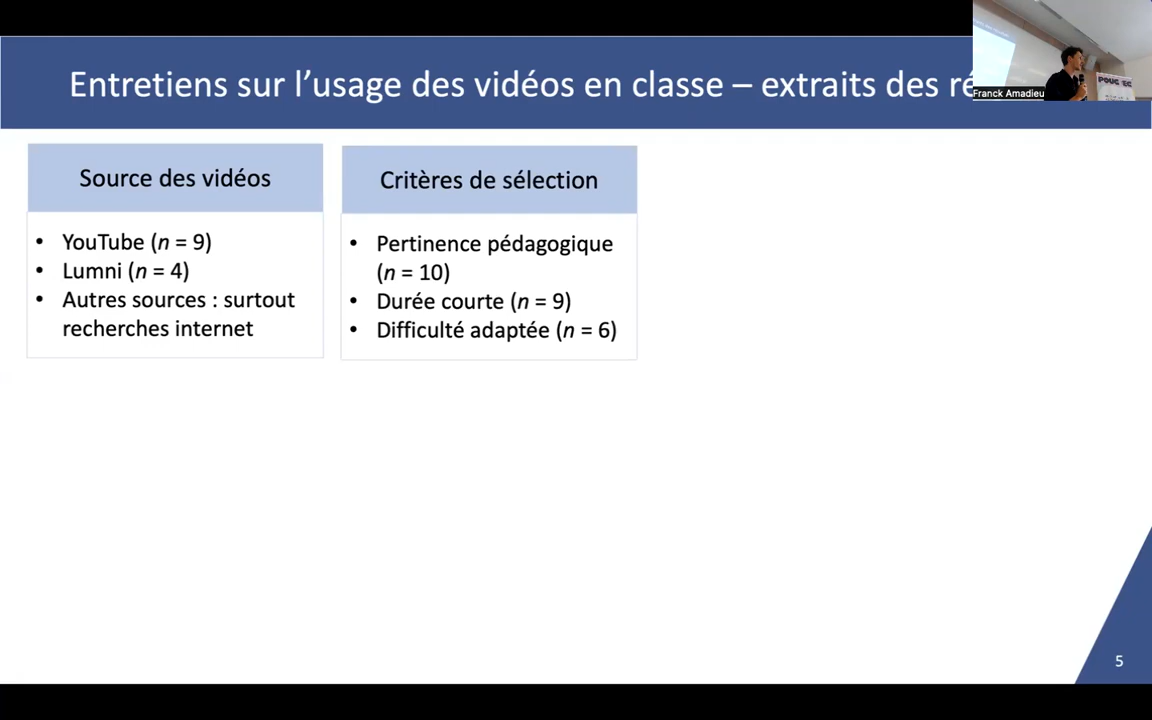 Entretiens sur l’usage des vidéos en classe – extraits des
Franck Amadieu
Source des vidéos
• YouTube (n = 9)
• Lumni (n = 4)
• Autres sources : surtout
recherches internet
Critères de sélection
• Pertinence pédagogique
(n = 10)
• Durée courte (n = 9)
• Difficulté adaptée (n = 6)
5